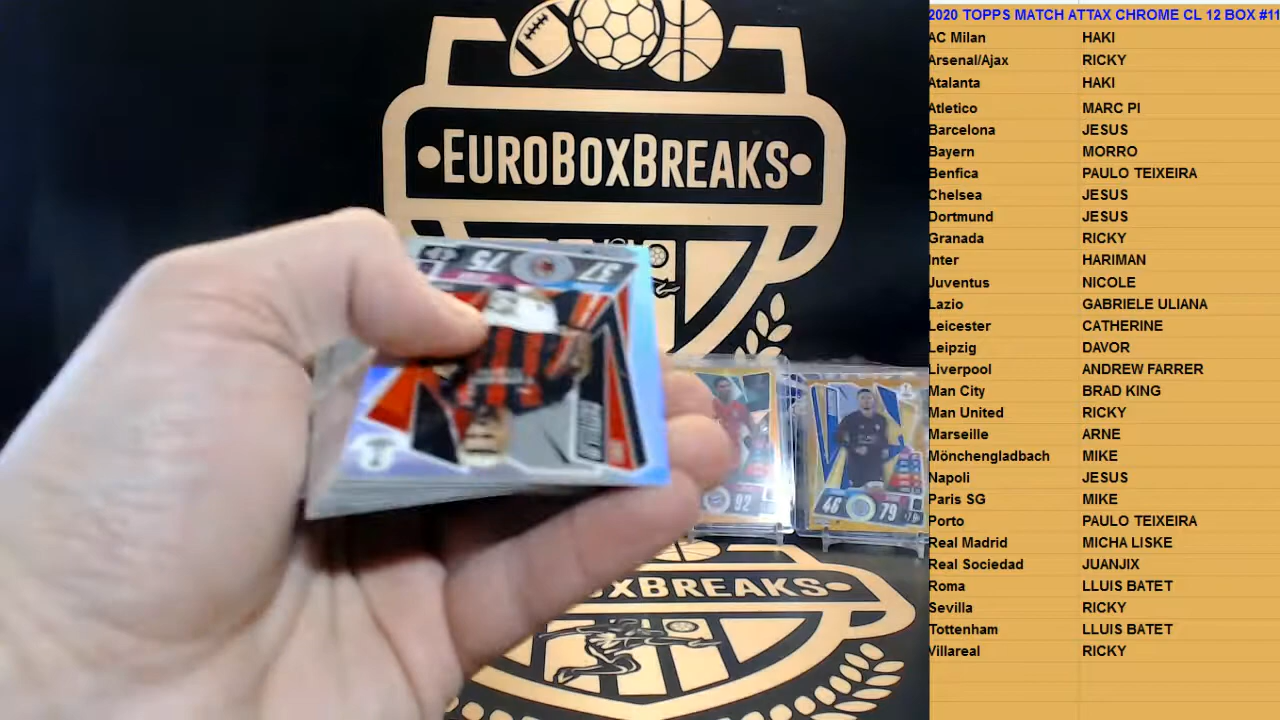 EUROBOXBREAKS
37
75
92
46
79
OXBREAKS
2020 TOPPS MATCH ATTAX CHROME CL 12 BOX #11
AC Milan HAKI
Arsenal/Ajax RICKY
Atalanta HAKI
Atletico MARC PI
Barcelona JESUS
Bayern MORRO
Benfica PAULO TEIXEIRA
Chelsea JESUS
Dortmund JESUS
Granada RICKY
Inter HARIMAN
Juventus NICOLE
Lazio GABRIELE ULIANA
Leicester CATHERINE
Leipzig DAVOR
Liverpool ANDREW FARRER
Man City BRAD KING
Man United RICKY
Marseille ARNE
Mönchengladbach MIKE
Napoli JESUS
Paris SG MIKE
Porto PAULO TEIXEIRA
Real Madrid MICHA LISKE
Real Sociedad JUANJIX
Roma LLUIS BATET
Sevilla RICKY
Tottenham LLUIS BATET
Villareal RICKY